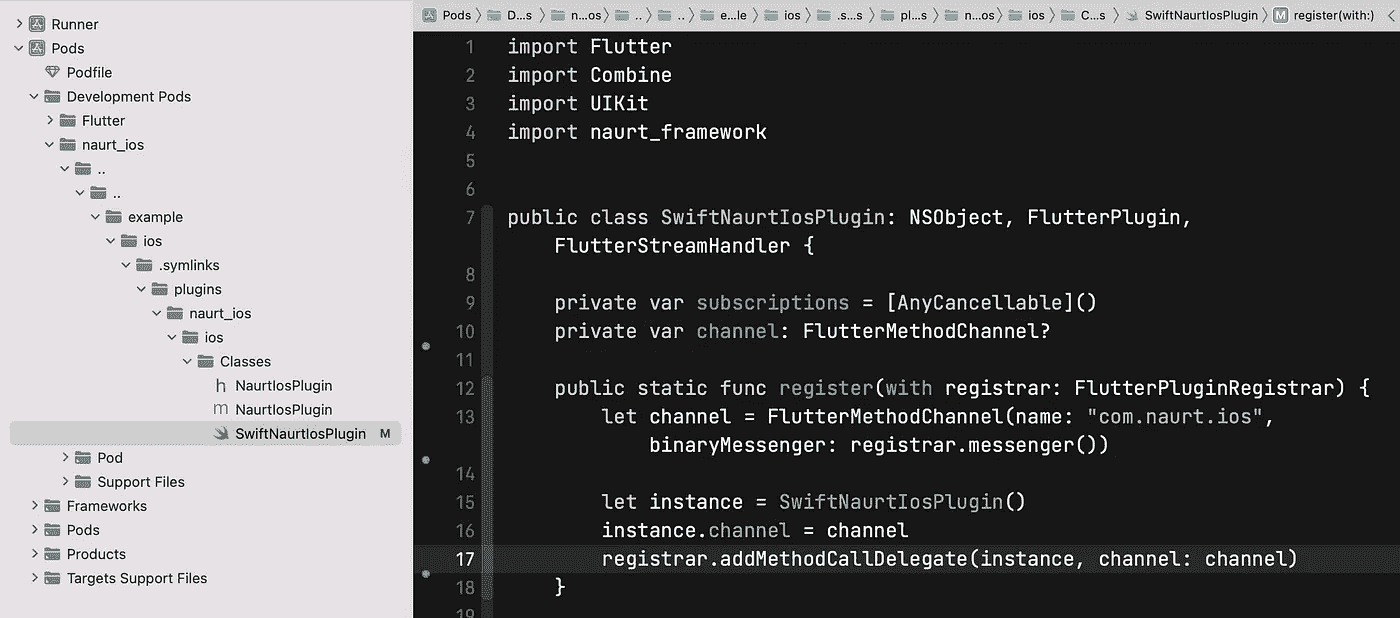 Runner
Pods
Podfile
Development Pods
Flutter
naurt_ios
..
..
example
ios
.symlinks
plugins
naurt_ios
ios
Classes
h NaurtIosPlugin
m NaurtIosPlugin
SwiftNaurtIosPlugin M
Pod
Support Files
Frameworks
Pods
Products
Targets Support Files
Pods D...s n...os .. .. e...le ios .s...s pl...s n...os ios C...s SwiftNaurtIosPlugin M register(with:)
1 import Flutter
2 import Combine
3 import UIKit
4 import naurt_framework
5
6
7 public class SwiftNaurtIosPlugin: NSObject, FlutterPlugin,
FlutterStreamHandler {
8
9 private var subscriptions = [AnyCancellable]()
10 private var channel: FlutterMethodChannel?
11
12 public static func register(with registrar: FlutterPluginRegistrar) {
13 let channel = FlutterMethodChannel(name: "com.naurt.ios",
binaryMessenger: registrar.messenger())
14
15 let instance = SwiftNaurtIosPlugin()
16 instance.channel = channel
17 registrar.addMethodCallDelegate(instance, channel: channel)
18 }
19